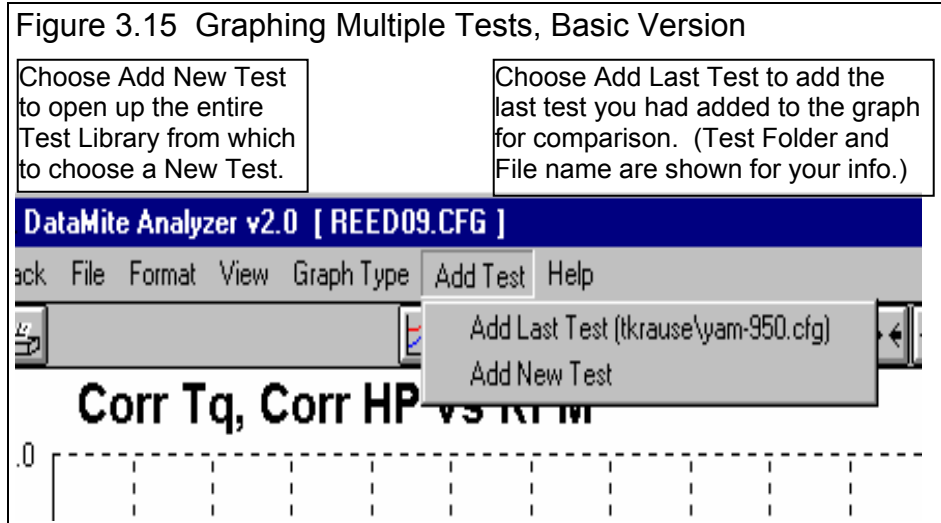 Figure 3.15  Graphing Multiple Tests, Basic Version
Choose Add New Test
to open up the entire
Test Library from which
to choose a New Test.
Choose Add Last Test to add the
last test you had added to the graph
for comparison.  (Test Folder and
File name are shown for your info.)
DataMite Analyzer v2.0  [ REED09.CFG ]
ack  File  Format  View  Graph Type  Add Test  Help
Add Last Test (tkrause\yam-950.cfg)
Add New Test
Corr Tq, Corr HP vs RPM
.0